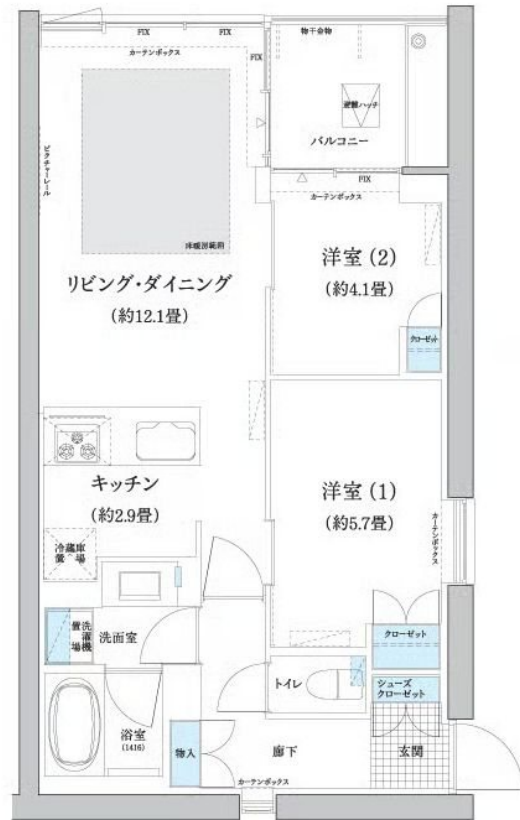 FIX
FIX
カーテンボックス
FIX
物干金物
避難ハッチ
バルコニー
FIX
カーテンボックス
ピクチャーレール
床暖房範囲
リビング・ダイニング
(約12.1畳)
洋室(2)
(約4.1畳)
クローゼット
キッチン
(約2.9畳)
冷蔵庫
置場
洋室(1)
(約5.7畳)
カーテンボックス
洗濯機
置場
洗面室
クローゼット
トイレ
シューズ
クローゼット
浴室
(1416)
物入
廊下
玄関
カーテンボックス